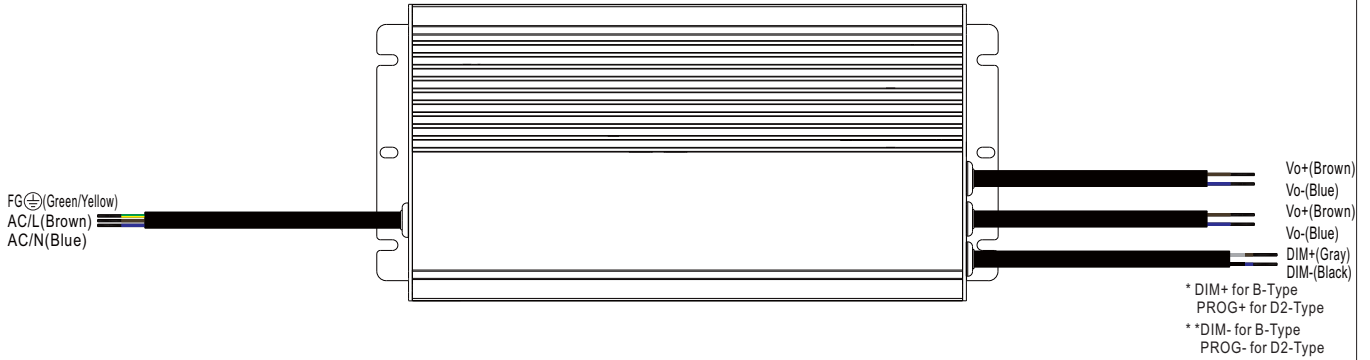 FG⏚(Green/Yellow)
AC/L(Brown)
AC/N(Blue)
Vo+(Brown)
Vo-(Blue)
Vo+(Brown)
Vo-(Blue)
DIM+(Gray)
DIM-(Black)
* DIM+ for B-Type
PROG+ for D2-Type
* *DIM- for B-Type
PROG- for D2-Type